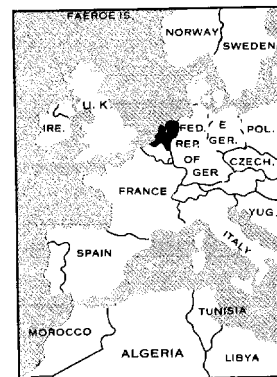 FAEROE IS.
NORWAY
SWEDEN
U. K.
IRE.
FED.
REP.
OF
GER
E
GER.
POL.
CZECH.
FRANCE
YUG.
ITALY
SPAIN
TUNISIA
MOROCCO
ALGERIA
LIBYA